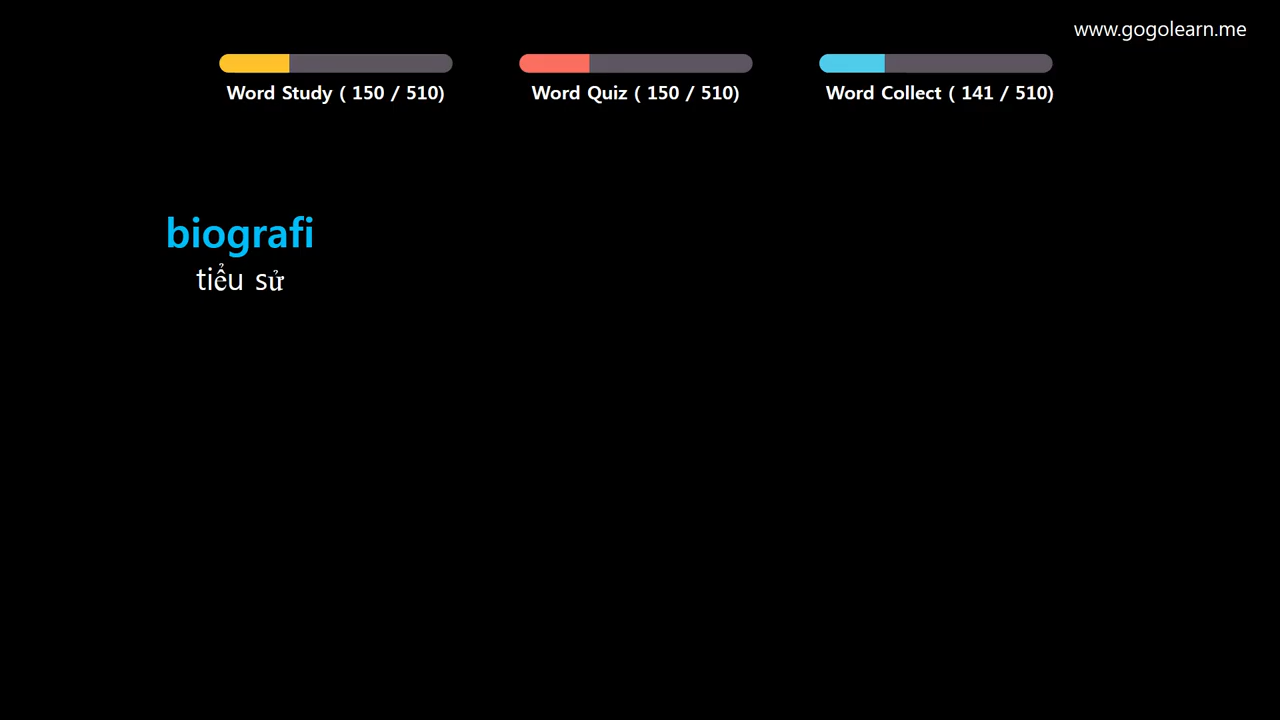 www.gogolearn.me
Word Study ( 150 / 510)
Word Quiz ( 150 / 510)
Word Collect ( 141 / 510)
biografi
tiểu sử